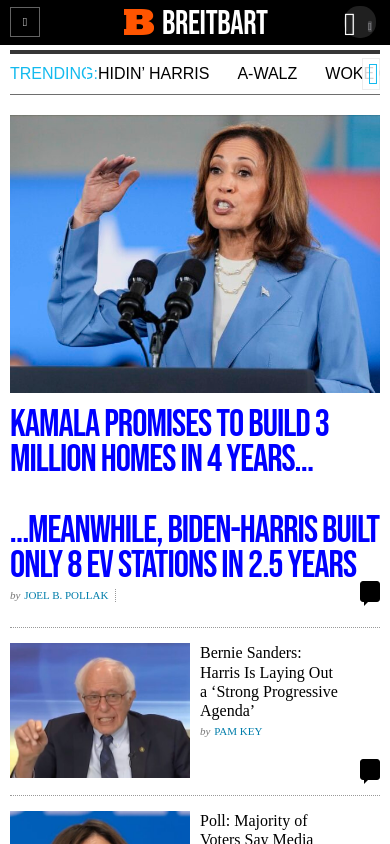 BREITBART
TRENDING: HIDIN' HARRIS A-WALZ WOKE
KAMALA PROMISES TO BUILD 3
MILLION HOMES IN 4 YEARS...
...MEANWHILE, BIDEN-HARRIS BUILT
ONLY 8 EV STATIONS IN 2.5 YEARS
by JOEL B. POLLAK
Bernie Sanders:
Harris Is Laying Out
a ‘Strong Progressive
Agenda’
by PAM KEY
Poll: Majority of
Voters Say Media